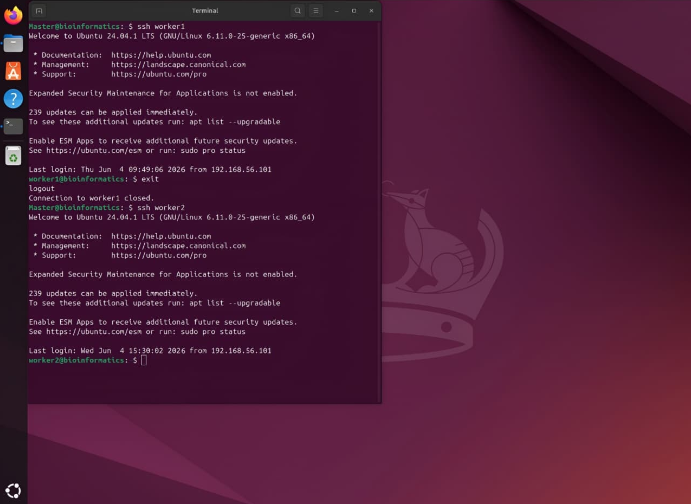 Terminal
Master@bioinformatics: $ ssh worker1
Welcome to Ubuntu 24.04.1 LTS (GNU/Linux 6.11.0-25-generic x86_64)
* Documentation: https://help.ubuntu.com
* Management: https://landscape.canonical.com
* Support: https://ubuntu.com/pro
Expanded Security Maintenance for Applications is not enabled.
239 updates can be applied immediately.
To see these additional updates run: apt list --upgradable
Enable ESM Apps to receive additional future security updates.
See https://ubuntu.com/esm or run: sudo pro status
Last login: Thu Jun 4 09:49:06 2026 from 192.168.56.101
worker1@bioinformatics: $ exit
logout
Connection to worker1 closed.
Master@bioinformatics: $ ssh worker2
Welcome to Ubuntu 24.04.1 LTS (GNU/Linux 6.11.0-25-generic x86_64)
* Documentation: https://help.ubuntu.com
* Management: https://landscape.canonical.com
* Support: https://ubuntu.com/pro
Expanded Security Maintenance for Applications is not enabled.
239 updates can be applied immediately.
To see these additional updates run: apt list --upgradable
Enable ESM Apps to receive additional future security updates.
See https://ubuntu.com/esm or run: sudo pro status
Last login: Wed Jun 4 15:30:02 2026 from 192.168.56.101
worker2@bioinformatics: $